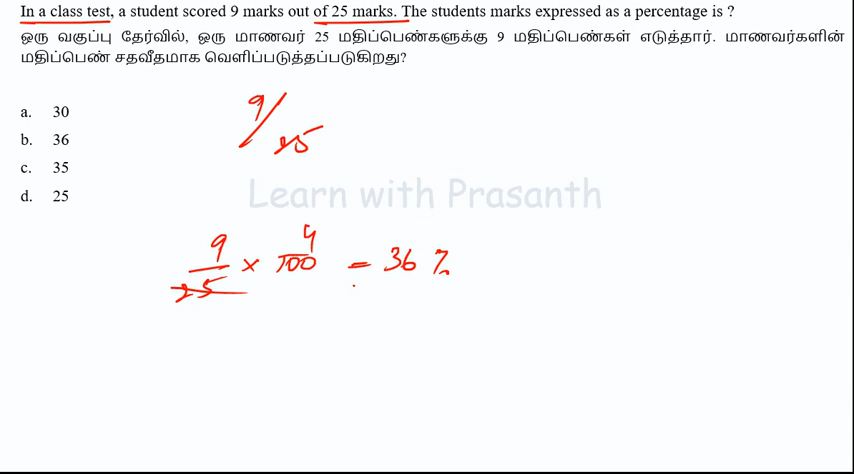 In a class test, a student scored 9 marks out of 25 marks. The students marks expressed as a percentage is ?
ஒரு வகுப்பு தேர்வில், ஒரு மாணவர் 25 மதிப்பெண்களுக்கு 9 மதிப்பெண்கள் எடுத்தார். மாணவர்களின்
மதிப்பெண் சதவீதமாக வெளிப்படுத்தப்படுகிறது?
a. 30
b. 36
c. 35
d. 25
9/25
Learn with Prasanth
4
9/25 × 100 = 36 %